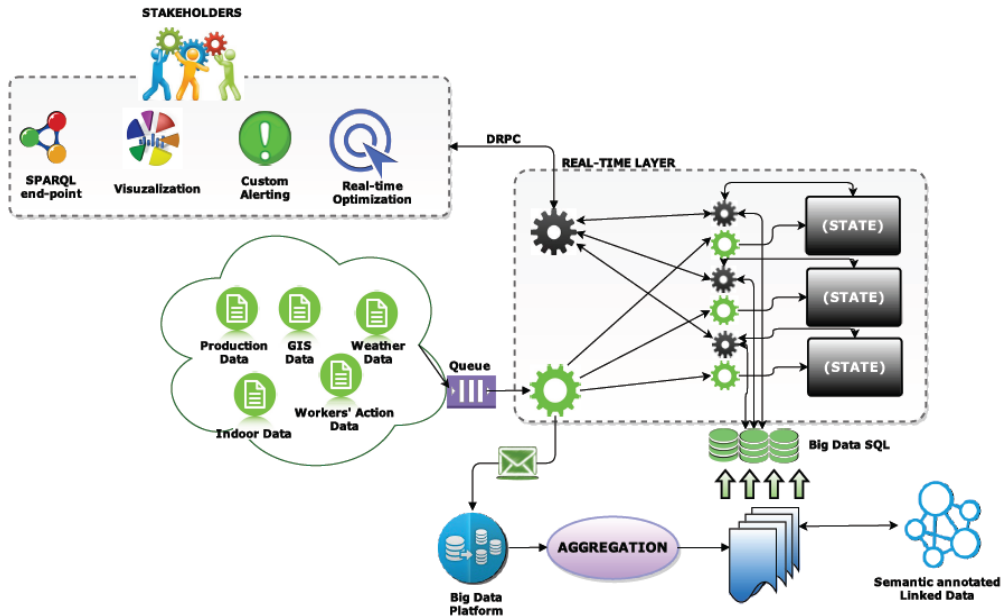 STAKEHOLDERS
SPARQL
end-point
Visuzalization
Custom
Alerting
Real-time
Optimization
DRPC
REAL-TIME LAYER
(STATE)
(STATE)
(STATE)
Production
Data
GIS
Data
Weather
Data
Indoor Data
Workers' Action
Data
Queue
Big Data SQL
Big Data
Platform
AGGREGATION
Semantic annotated
Linked Data